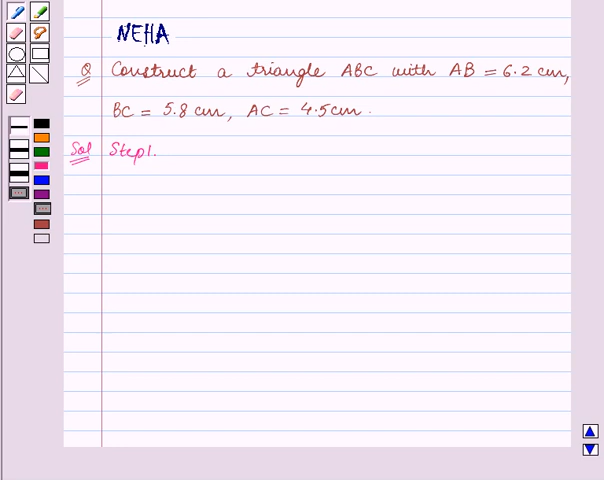 NEHA
Q Construct a triangle ABC with AB = 6.2 cm,
BC = 5.8 cm, AC = 4.5 cm.
Sol Step1.